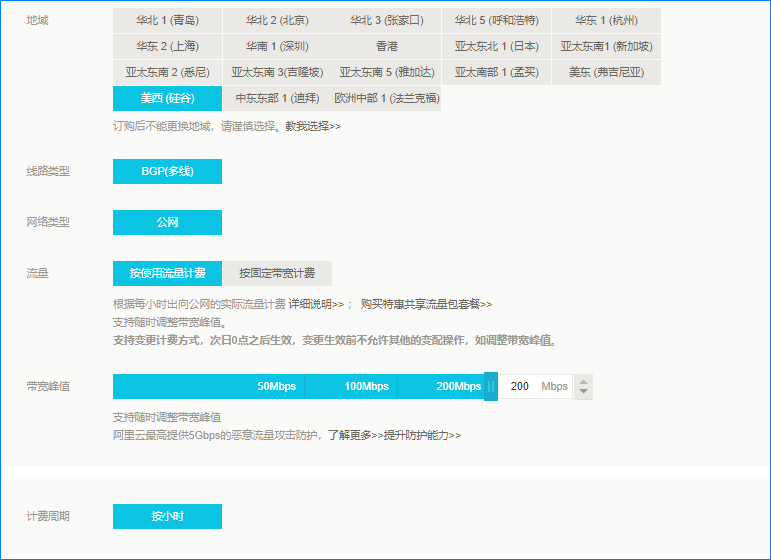 地域 华北 1 (青岛) 华北 2 (北京) 华北 3 (张家口) 华北 5 (呼和浩特) 华东 1 (杭州)
华东 2 (上海) 华南 1 (深圳) 香港 亚太东北 1 (日本) 亚太东南1 (新加坡)
亚太东南 2 (悉尼) 亚太东南 3(吉隆坡) 亚太东南 5 (雅加达) 亚太南部 1 (孟买) 美东 (弗吉尼亚)
美西 (硅谷) 中东东部 1 (迪拜) 欧洲中部 1 (法兰克福)
订购后不能更换地域，请谨慎选择。教我选择>>
线路类型 BGP(多线)
网络类型 公网
流量 按使用流量计费 按固定带宽计费
根据每小时出向公网的实际流量计费 详细说明>>； 购买特惠共享流量包套餐>>
支持随时调整带宽峰值。
支持变更计费方式，次日0点之后生效，变更生效前不允许其他的变配操作，如调整带宽峰值。
带宽峰值 50Mbps 100Mbps 200Mbps 200 Mbps
支持随时调整带宽峰值
阿里云最高提供5Gbps的恶意流量攻击防护，了解更多>>提升防护能力>>
计费周期 按小时